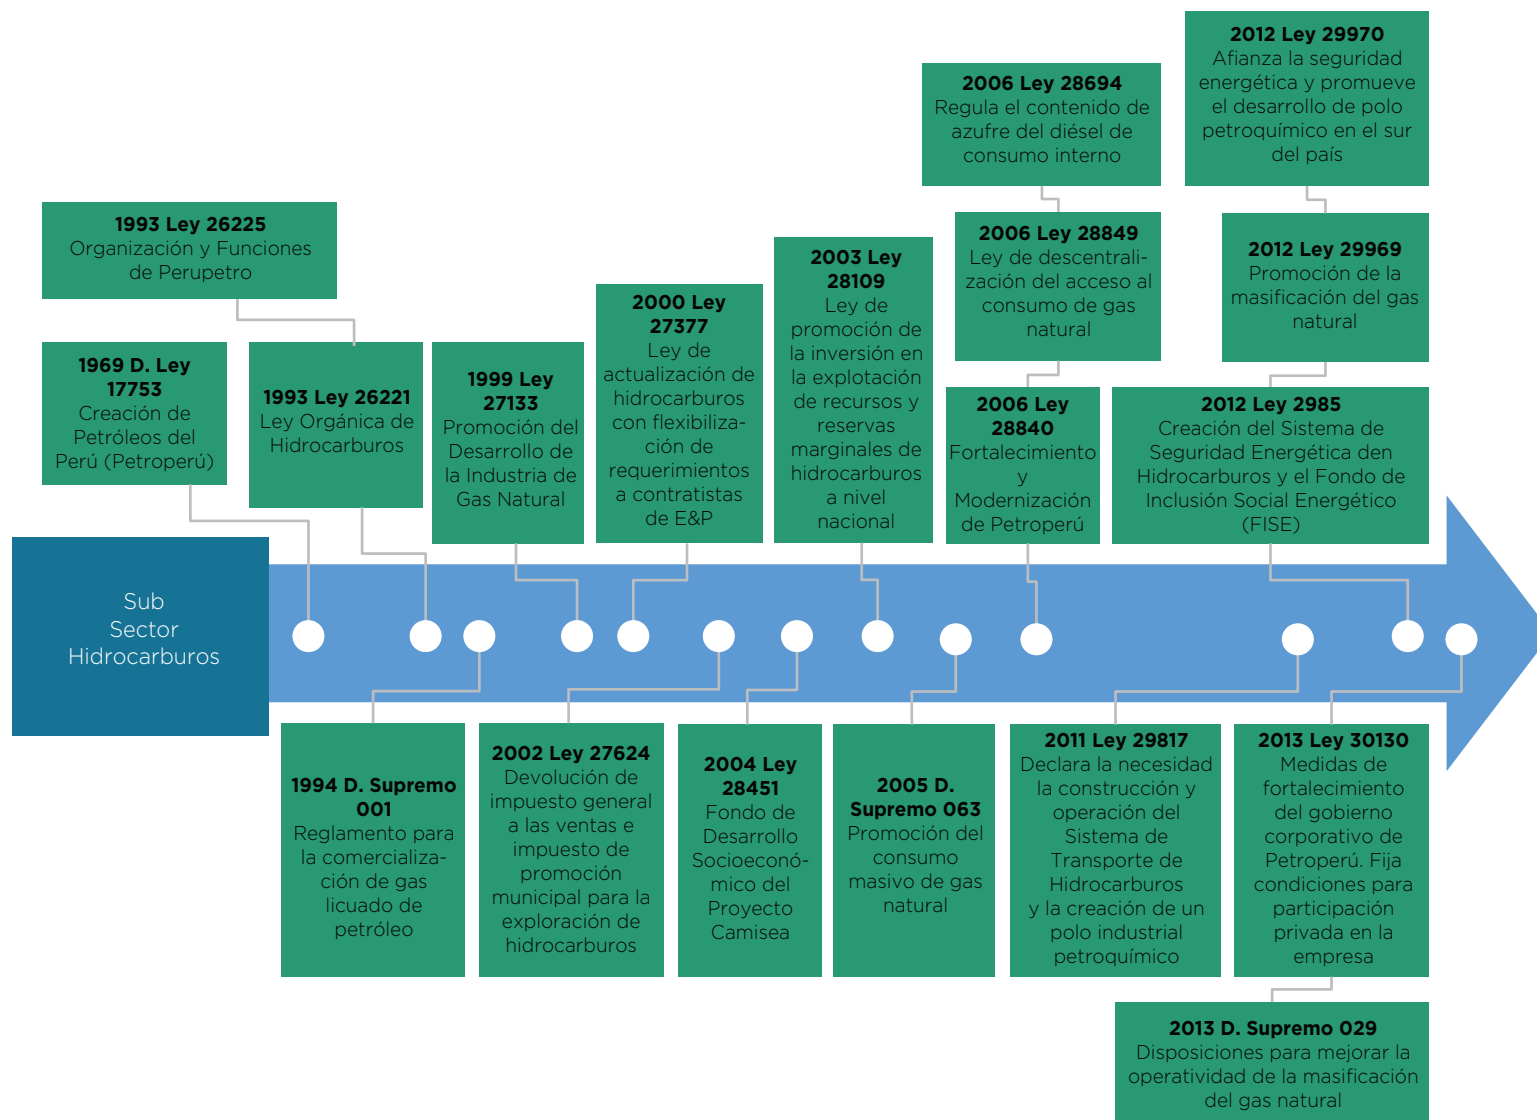 Sub
Sector
Hidrocarburos
1969 D. Ley
17753
Creación de
Petróleos del
Perú (Petroperú)
1993 Ley 26225
Organización y Funciones
de Perupetro
1993 Ley 26221
Ley Orgánica de
Hidrocarburos
1994 D. Supremo
001
Reglamento para
la comercializa-
ción de gas
licuado de
petróleo
1999 Ley
27133
Promoción del
Desarrollo de
la Industria de
Gas Natural
2000 Ley
27377
Ley de
actualización de
hidrocarburos
con flexibiliza-
ción de
requerimientos
a contratistas
de E&P
2002 Ley 27624
Devolución de
impuesto general
a las ventas e
impuesto de
promoción
municipal para la
exploración de
hidrocarburos
2004 Ley
28451
Fondo de
Desarrollo
Socioeconó-
mico del
Proyecto
Camisea
2003 Ley
28109
Ley de
promoción de
la inversión en
la explotación
de recursos y
reservas
marginales de
hidrocarburos
a nivel
nacional
2005 D.
Supremo 063
Promoción del
consumo
masivo de gas
natural
2006 Ley 28694
Regula el contenido de
azufre del diésel de
consumo interno
2006 Ley 28849
Ley de descentrali-
zación del acceso al
consumo de gas
natural
2006 Ley
28840
Fortalecimiento
y
Modernización
de Petroperú
2011 Ley 29817
Declara la necesidad
la construcción y
operación del
Sistema de
Transporte de
Hidrocarburos
y la creación de un
polo industrial
petroquímico
2012 Ley 29970
Afianza la seguridad
energética y promueve
el desarrollo de polo
petroquímico en el sur
del país
2012 Ley 29969
Promoción de la
masificación del gas
natural
2012 Ley 2985
Creación del Sistema de
Seguridad Energética den
Hidrocarburos y el Fondo de
Inclusión Social Energético
(FISE)
2013 Ley 30130
Medidas de
fortalecimiento
del gobierno
corporativo de
Petroperú. Fija
condiciones para
participación
privada en la
empresa
2013 D. Supremo 029
Disposiciones para mejorar la
operatividad de la masificación
del gas natural